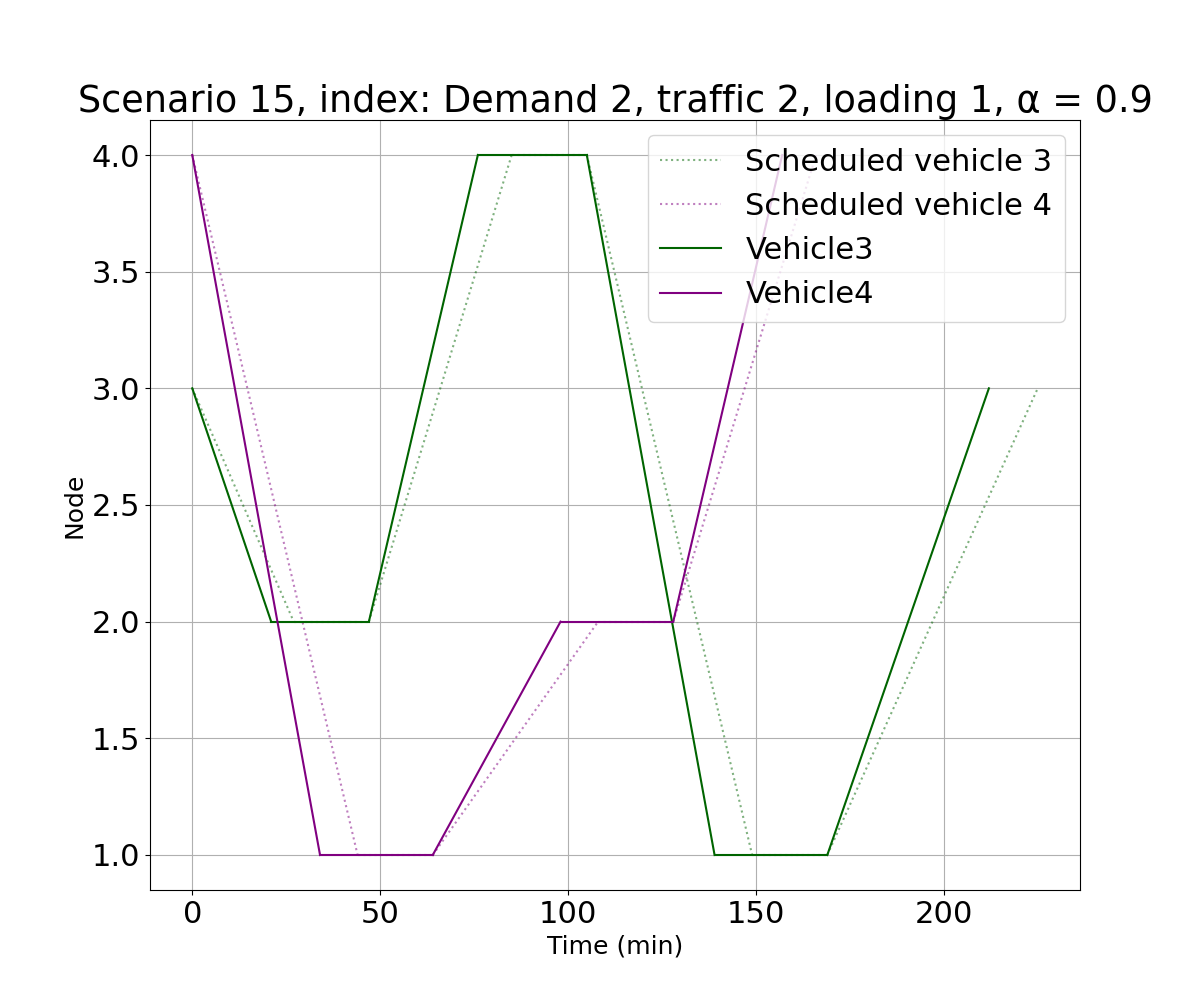 Scenario 15, index: Demand 2, traffic 2, loading 1, α = 0.9
Scheduled vehicle 3
Scheduled vehicle 4
Vehicle3
Vehicle4
4.0
3.5
3.0
2.5
2.0
1.5
1.0
Node
0 50 100 150 200
Time (min)